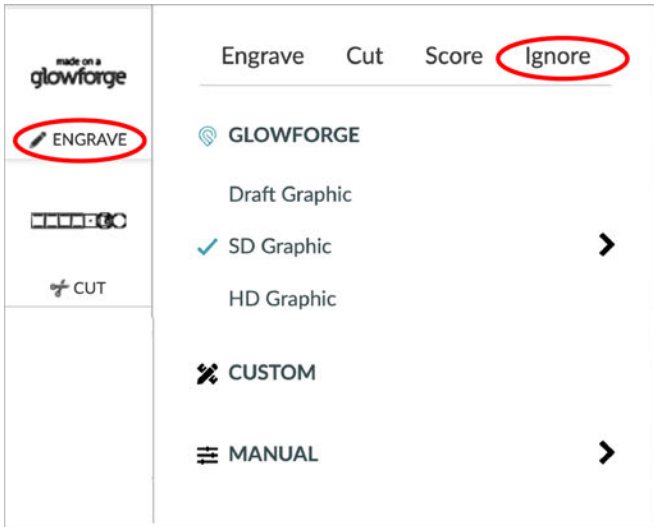 made on a
glowforge
ENGRAVE
CUT
Engrave Cut Score Ignore
GLOWFORGE
Draft Graphic
SD Graphic
HD Graphic
CUSTOM
MANUAL